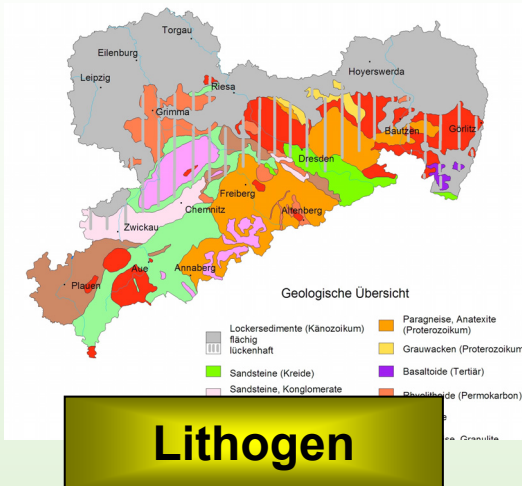 Torgau
Eilenburg
Hoyerswerda
Leipzig
Riesa
Grimma
Bautzen
Görlitz
Dresden
Freiberg
Chemnitz
Altenberg
Zwickau
Aue
Annaberg
Plauen
Geologische Übersicht
Lockersedimente (Känozoikum)
flächig
lückenhaft
Sandsteine (Kreide)
Sandsteine, Konglomerate
Paragneise, Anatexite
(Proterozoikum)
Grauwacken (Proterozoikum
Basaltoide (Tertiär)
Rhyolithoide (Permokarbon)
Granulite
Lithogen